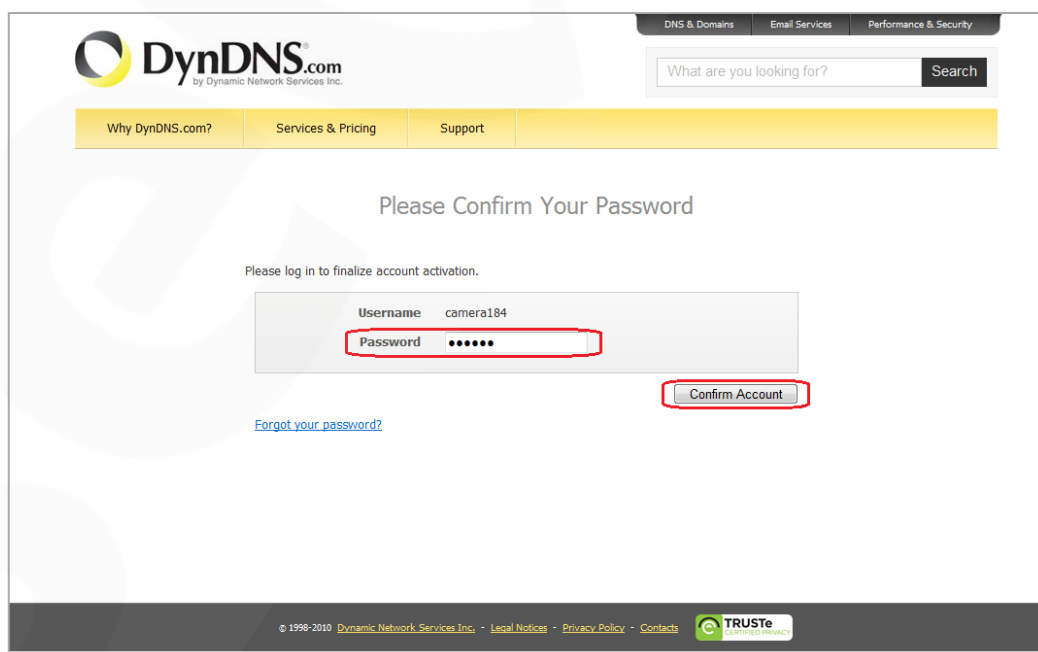 DNS & Domains Email Services Performance & Security
DynDNS.com
by Dynamic Network Services Inc.
What are you looking for? Search
Why DynDNS.com? Services & Pricing Support
Please Confirm Your Password
Please log in to finalize account activation.
Username camera184
Password ••••••
Confirm Account
Forgot your password?
© 1998-2010 Dynamic Network Services Inc. - Legal Notices - Privacy Policy - Contacts
TRUSTe
CERTIFIED PRIVACY